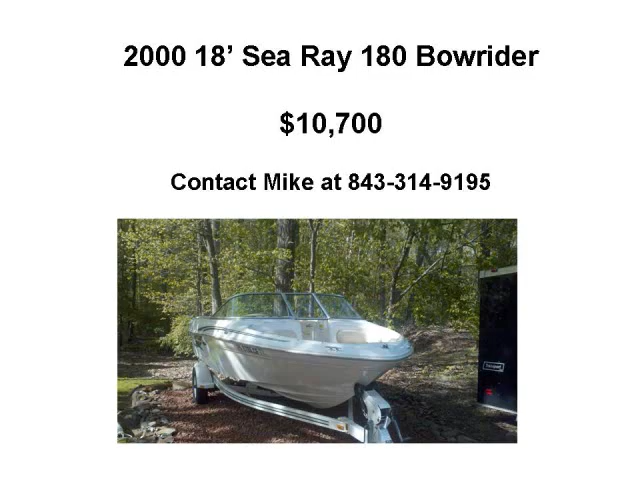 2000 18’ Sea Ray 180 Bowrider
$10,700
Contact Mike at 843-314-9195